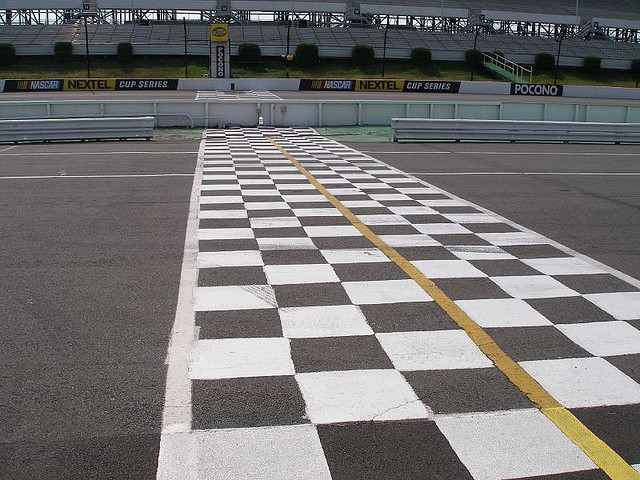 POCONO
NASCAR NEXTEL CUP SERIES
NASCAR NEXTEL CUP SERIES
POCONO